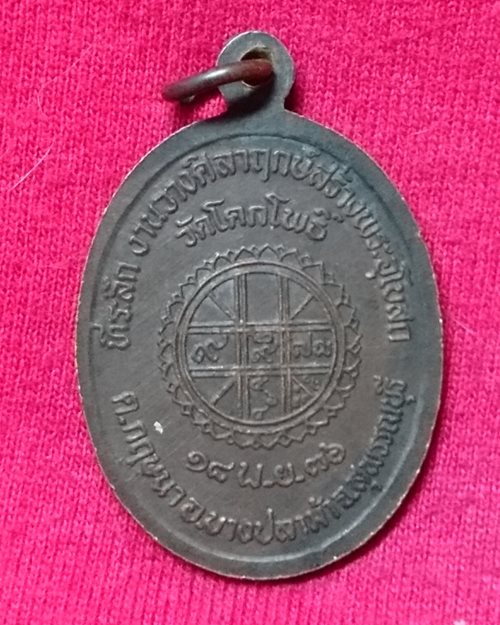 ที่ระลึก งานวางศิลาฤกษ์สร้างพระอุโบสถ
วัดโคกโพธิ์
๑๘ พ.ย.๓๖
ต.กฤษณา อ.บางปลาม้า จ.สุพรรณบุรี